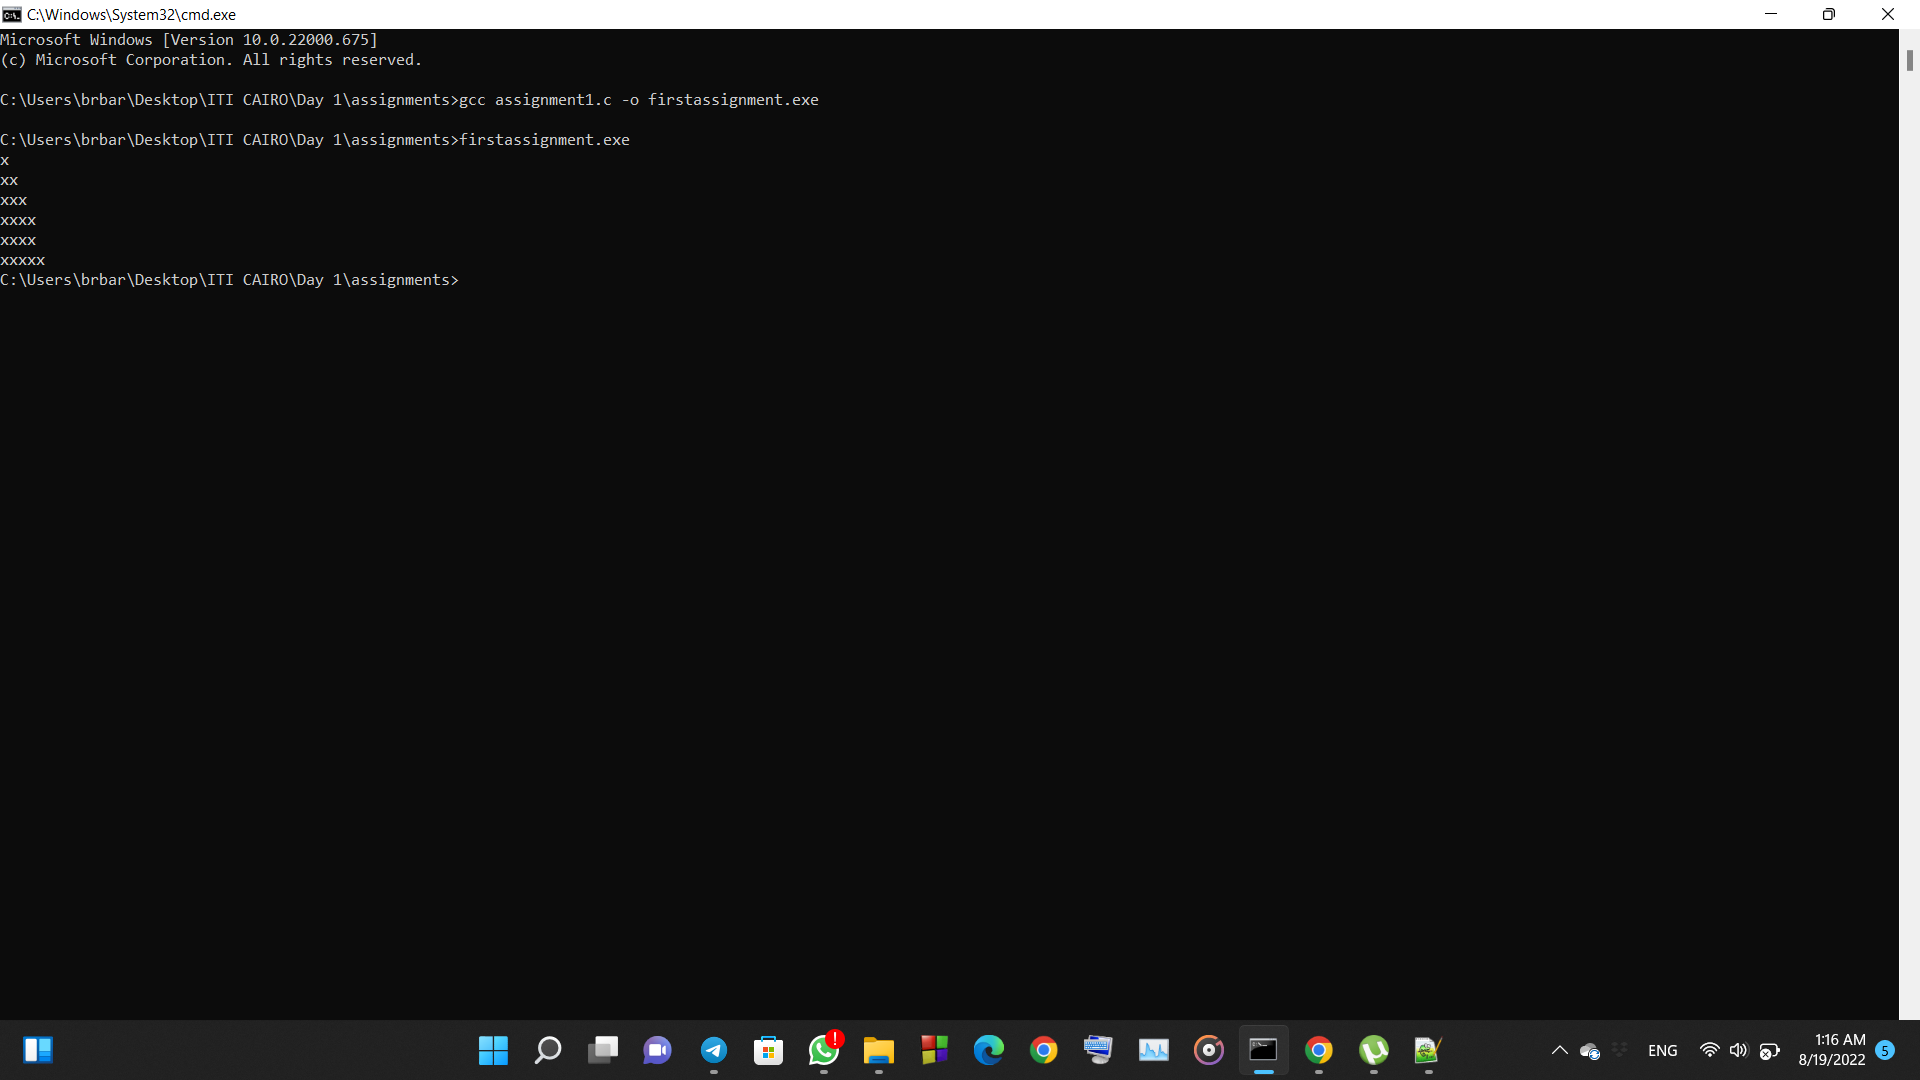 C:\Windows\System32\cmd.exe
Microsoft Windows [Version 10.0.22000.675]
(c) Microsoft Corporation. All rights reserved.
C:\Users\brbar\Desktop\ITI CAIRO\Day 1\assignments>gcc assignment1.c -o firstassignment.exe
C:\Users\brbar\Desktop\ITI CAIRO\Day 1\assignments>firstassignment.exe
x
xx
xxx
xxxx
xxxx
xxxxx
C:\Users\brbar\Desktop\ITI CAIRO\Day 1\assignments>
ENG
1:16 AM
8/19/2022
5